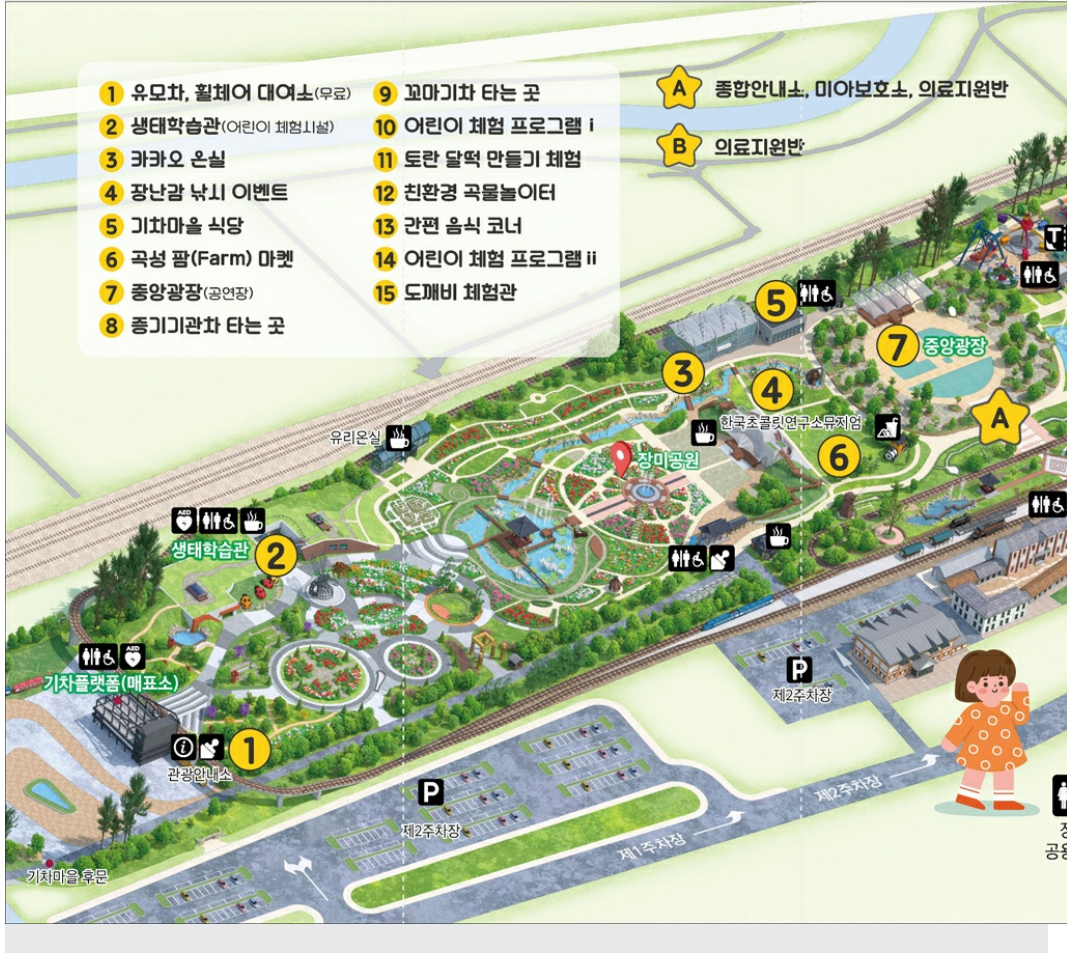 1 유모차, 휠체어 대여소(무료)
2 생태학습관(어린이 체험시설)
3 카카오 온실
4 장난감 낚시 이벤트
5 기차마을 식당
6 곡성 팜(Farm) 마켓
7 중앙광장(공연장)
8 증기기관차 타는 곳
9 꼬마기차 타는 곳
10 어린이 체험 프로그램 i
11 토란 달떡 만들기 체험
12 친환경 곡물놀이터
13 간편 음식 코너
14 어린이 체험 프로그램 ii
15 도깨비 체험관
A 종합안내소, 미아보호소, 의료지원반
B 의료지원반
5
7 중앙광장
3
4
한국초콜릿연구소뮤지엄
A
6
유리온실
장미공원
AED
생태학습관
2
AED
기차플랫폼(매표소)
i
1
관광안내소
P
제2주차장
P
제2주차장
제2주차장
제1주차장
기차마을 후문